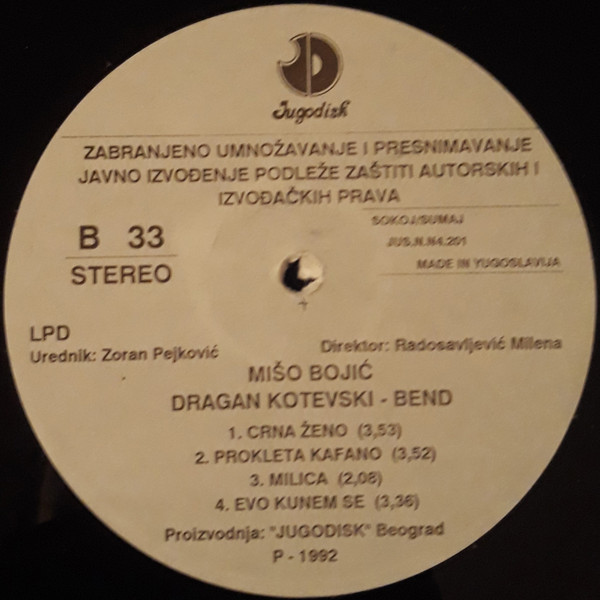 Jugodisk
ZABRANJENO UMNOŽAVANJE I PRESNIMAVANJE
JAVNO IZVOĐENJE PODLEŽE ZAŠTITI AUTORSKIH I
IZVOĐAČKIH PRAVA
B 33
STEREO
SOKOJ/SUMAJ
JUS.N.N4.201
MADE IN YUGOSLAVIJA
LPD
Urednik: Zoran Pejković
Direktor: Radosavljević Milena
MIŠO BOJIĆ
DRAGAN KOTEVSKI - BEND
1. CRNA ŽENO (3,53)
2. PROKLETA KAFANO (3,52)
3. MILICA (2,08)
4. EVO KUNEM SE (3,36)
Proizvodnja: "JUGODISK" Beograd
P - 1992